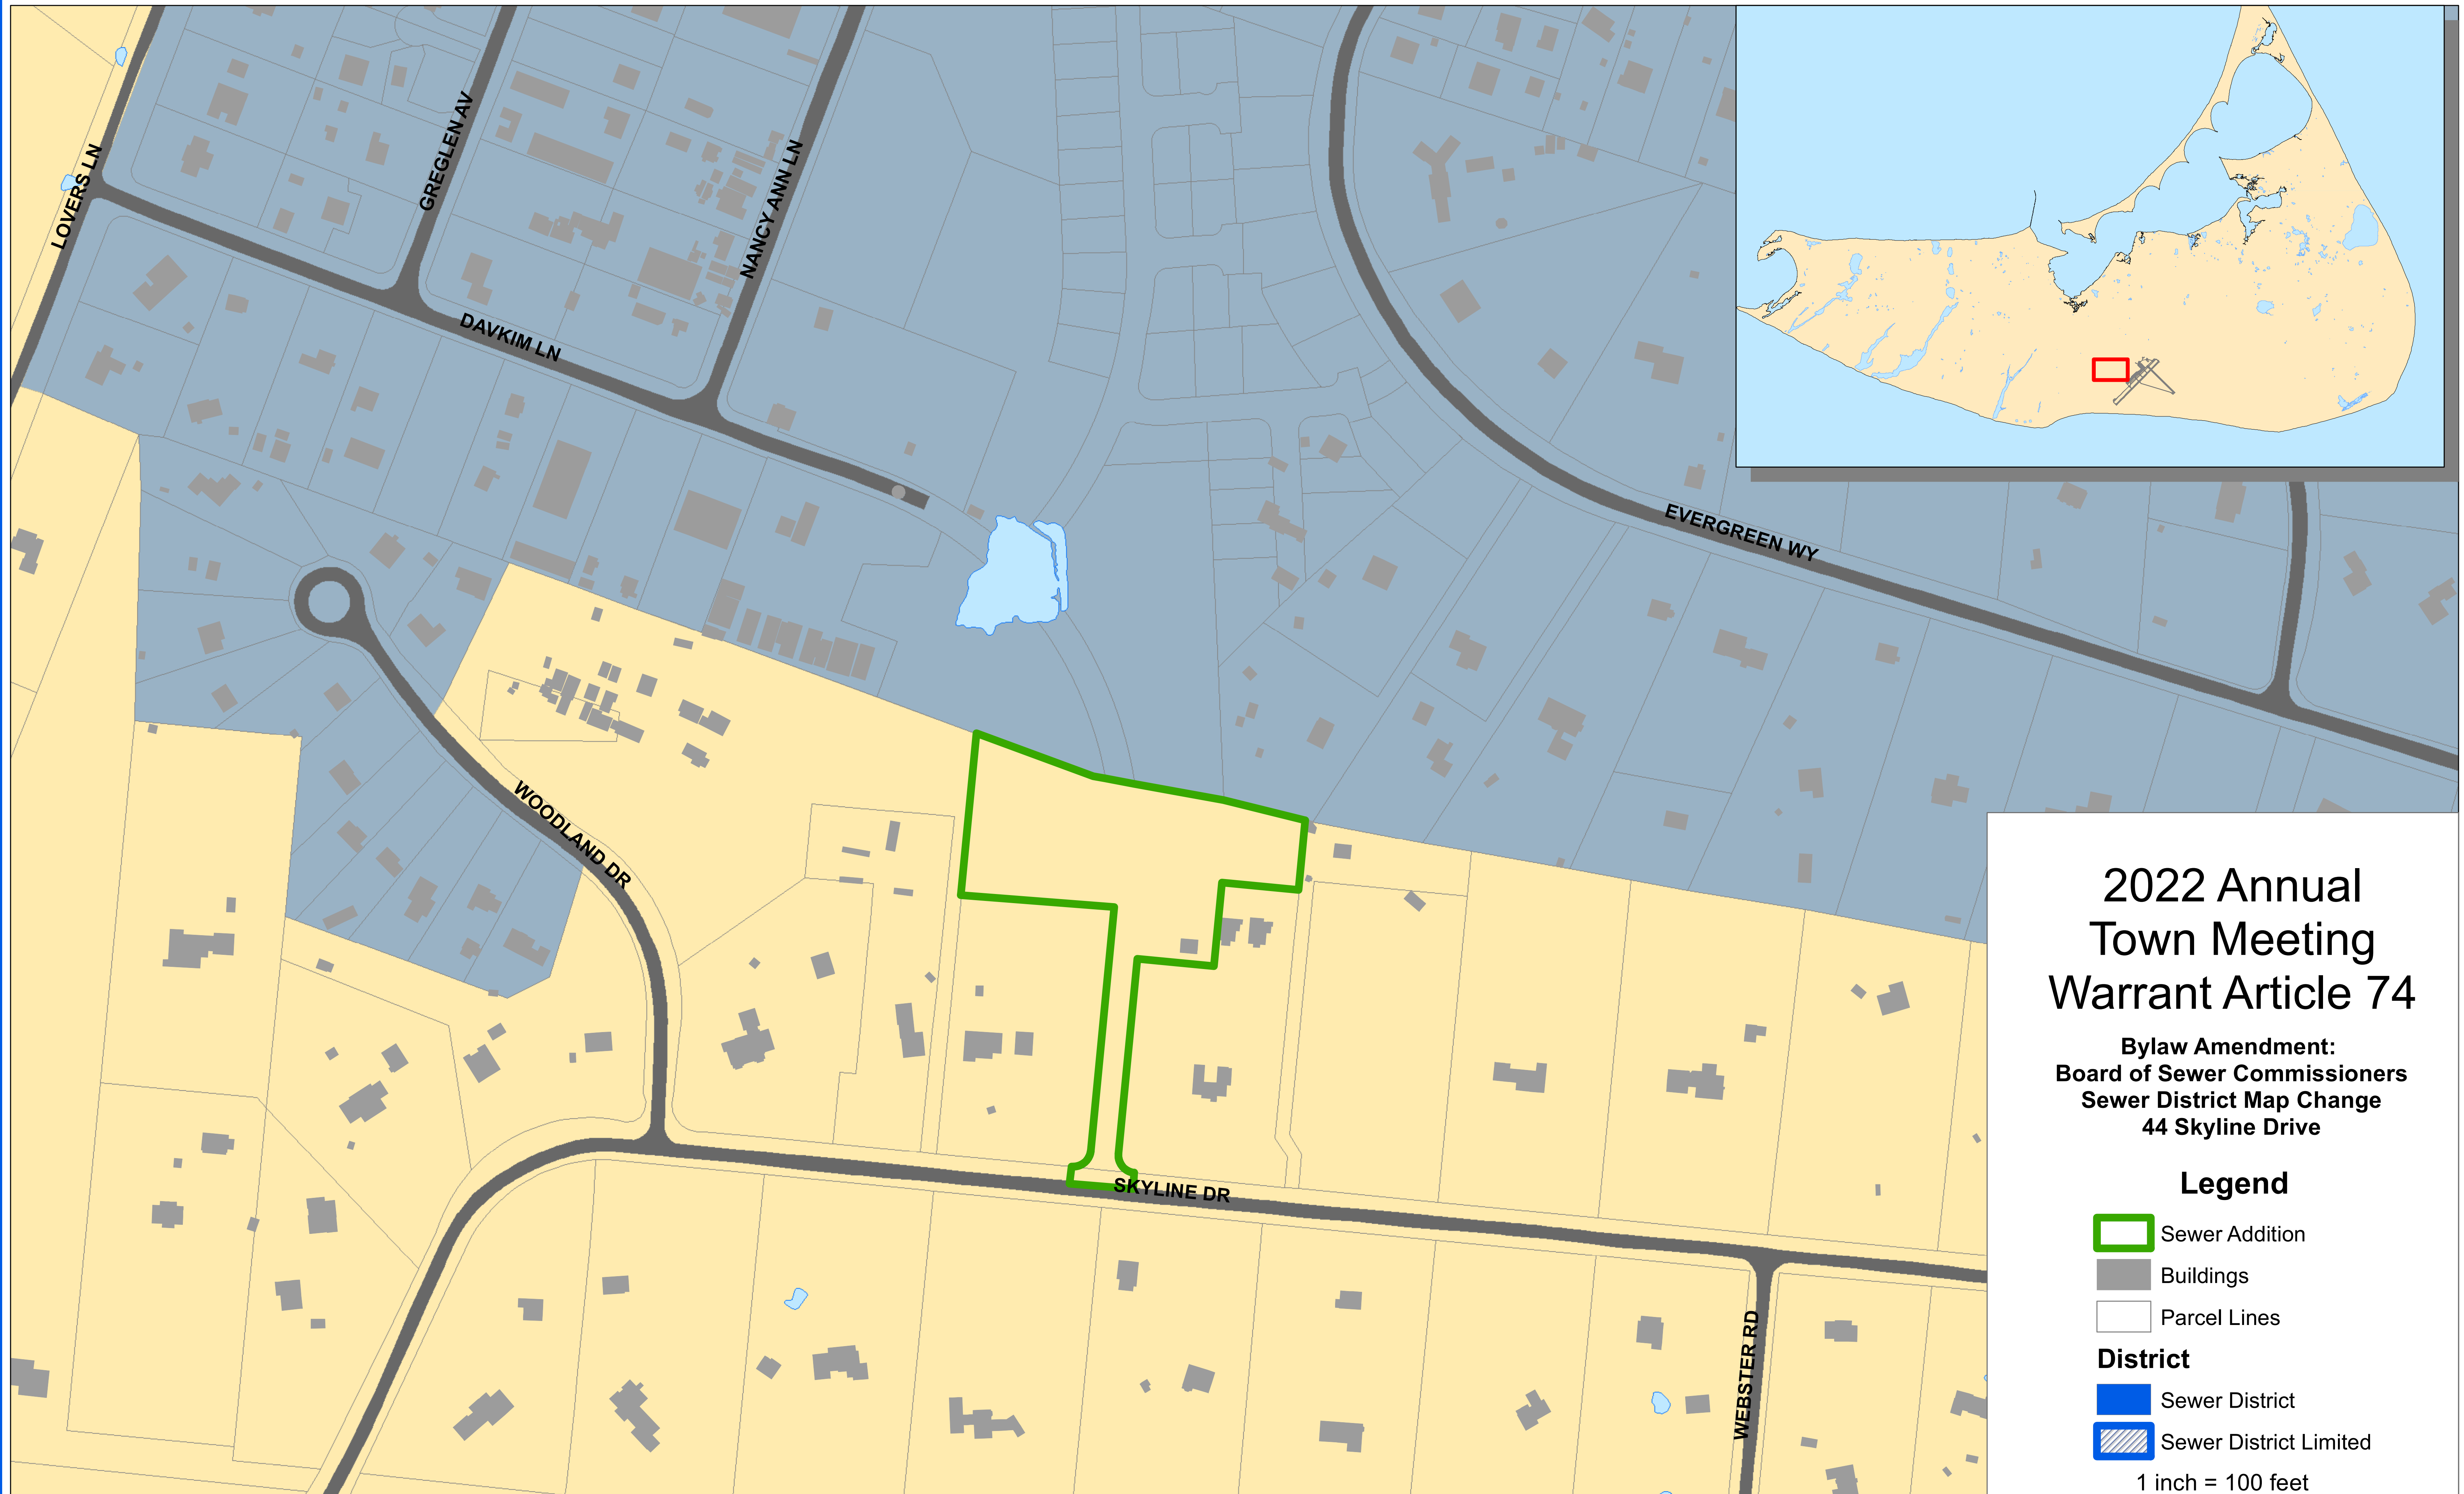 LOVERS LN
GREGLEN AV
NANCY ANN LN
DAVKIM LN
EVERGREEN WY
WOODLAND DR
SKYLINE DR
WEBSTER RD
2022 Annual
Town Meeting
Warrant Article 74
Bylaw Amendment:
Board of Sewer Commissioners
Sewer District Map Change
44 Skyline Drive
Legend
Sewer Addition
Buildings
Parcel Lines
District
Sewer District
Sewer District Limited
1 inch = 100 feet